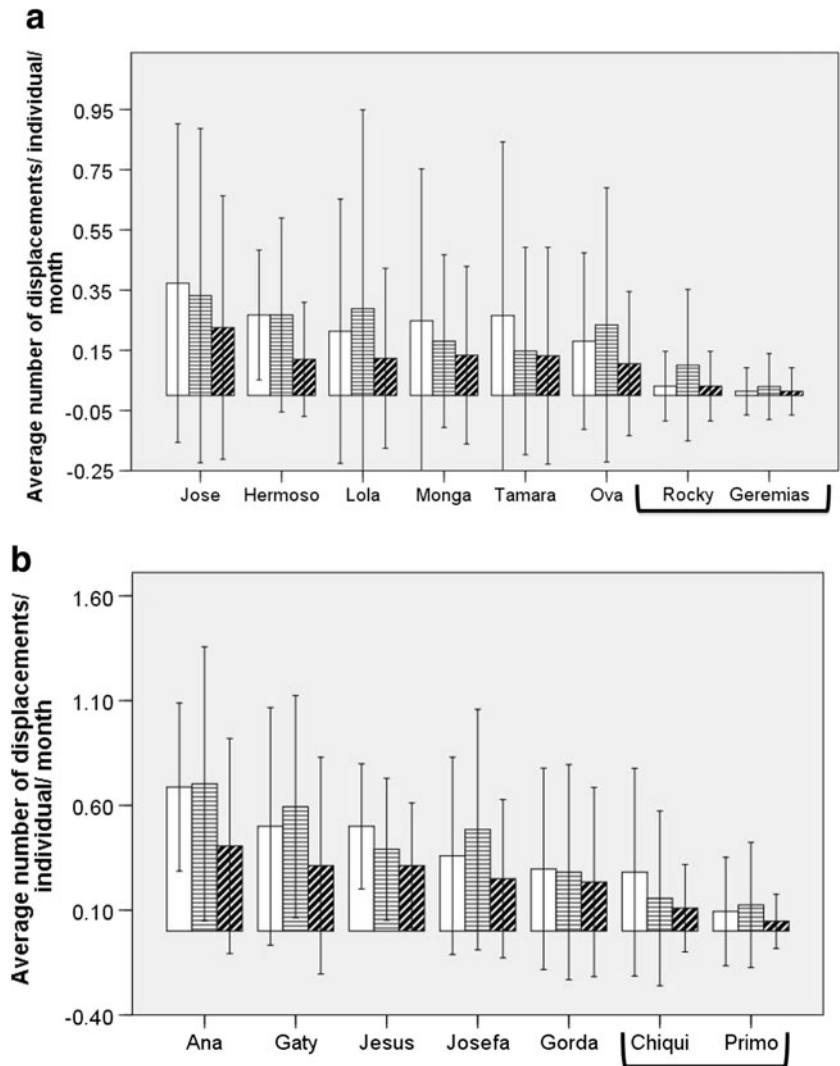 a
Average number of displacements/ individual/
month
0.95
0.75
0.55
0.35
0.15
-0.05
-0.25
Jose Hermoso Lola Monga Tamara Ova Rocky Geremias
b
Average number of displacements/
individual/ month
1.60
1.10
0.60
0.10
-0.40
Ana Gaty Jesus Josefa Gorda Chiqui Primo